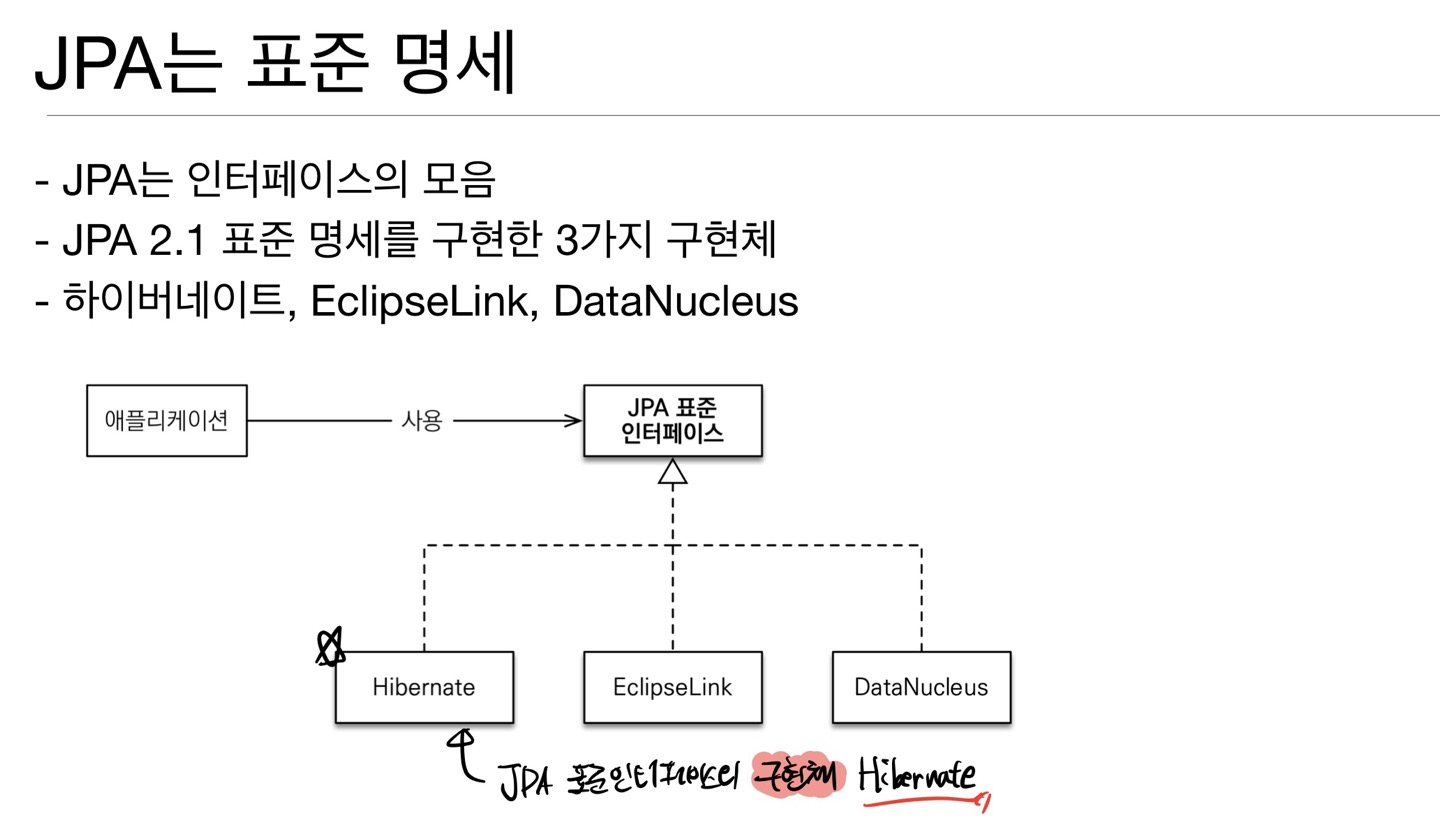 JPA는 표준 명세
- JPA는 인터페이스의 모음
- JPA 2.1 표준 명세를 구현한 3가지 구현체
- 하이버네이트, EclipseLink, DataNucleus
애플리케이션
사용
JPA 표준
인터페이스
Hibernate
EclipseLink
DataNucleus
JPA 표준인터페이스의 구현체 Hibernate